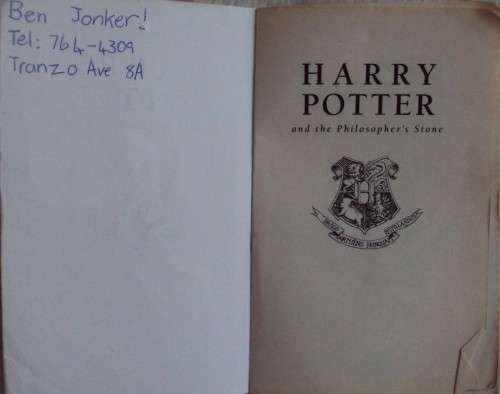 Ben Jonker!
Tel: 764-4309
Tranzo Ave 8A
HARRY
POTTER
and the Philosopher's Stone